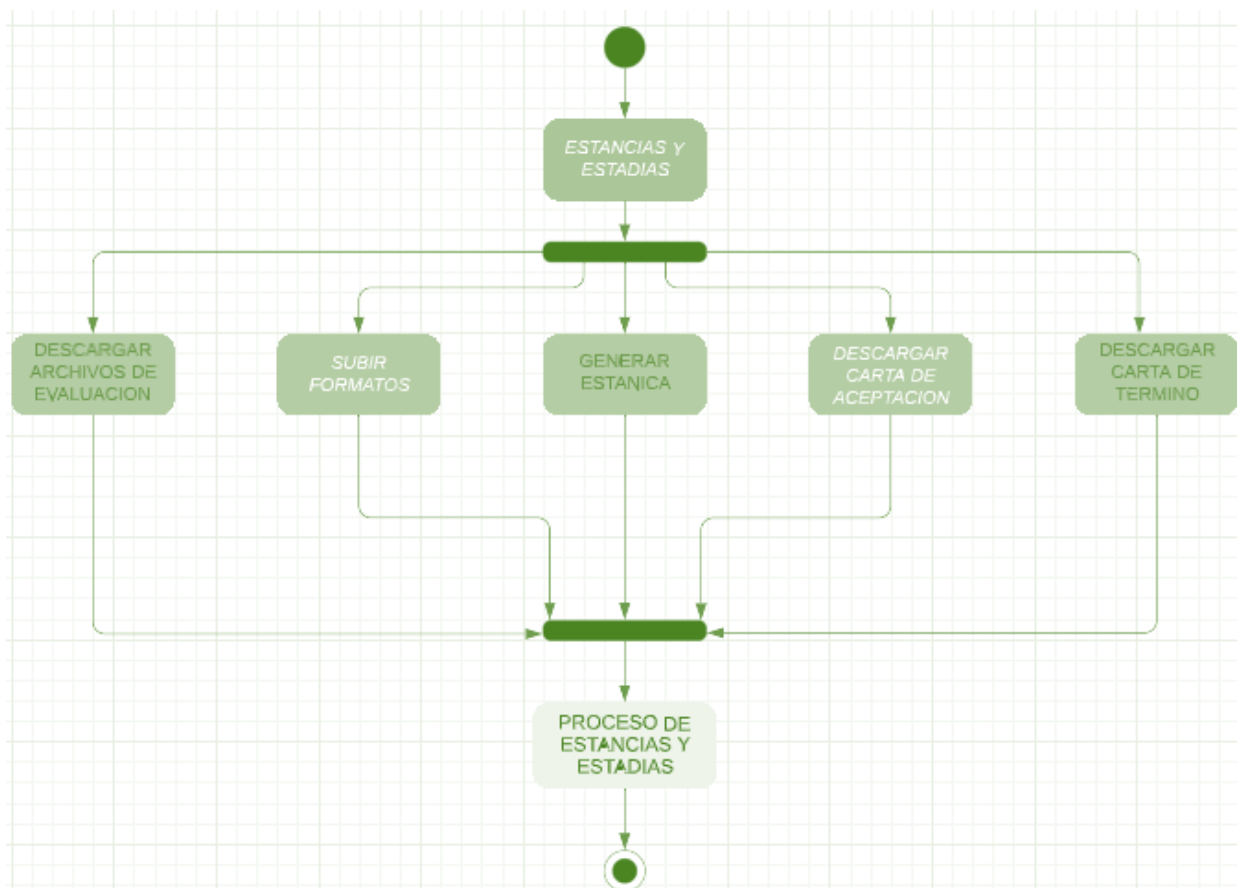 ESTANCIAS Y
ESTADIAS
DESCARGAR
ARCHIVOS DE
EVALUACION
SUBIR
FORMATOS
GENERAR
ESTANICA
DESCARGAR
CARTA DE
ACEPTACION
DESCARGAR
CARTA DE
TERMINO
PROCESO DE
ESTANCIAS Y
ESTADIAS